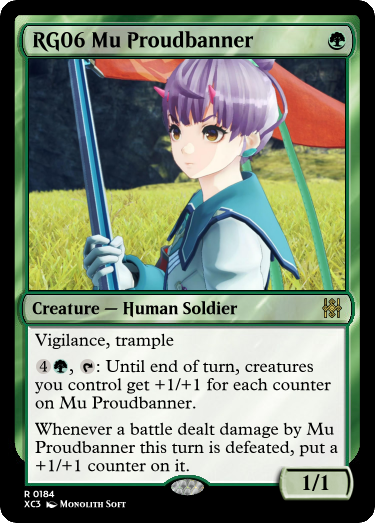 RG06 Mu Proudbanner
Creature — Human Soldier
Vigilance, trample
4 , : Until end of turn, creatures
you control get +1/+1 for each counter
on Mu Proudbanner.
Whenever a battle dealt damage by Mu
Proudbanner this turn is defeated, put a
+1/+1 counter on it.
1/1
R 0184
XC3 Monolith Soft